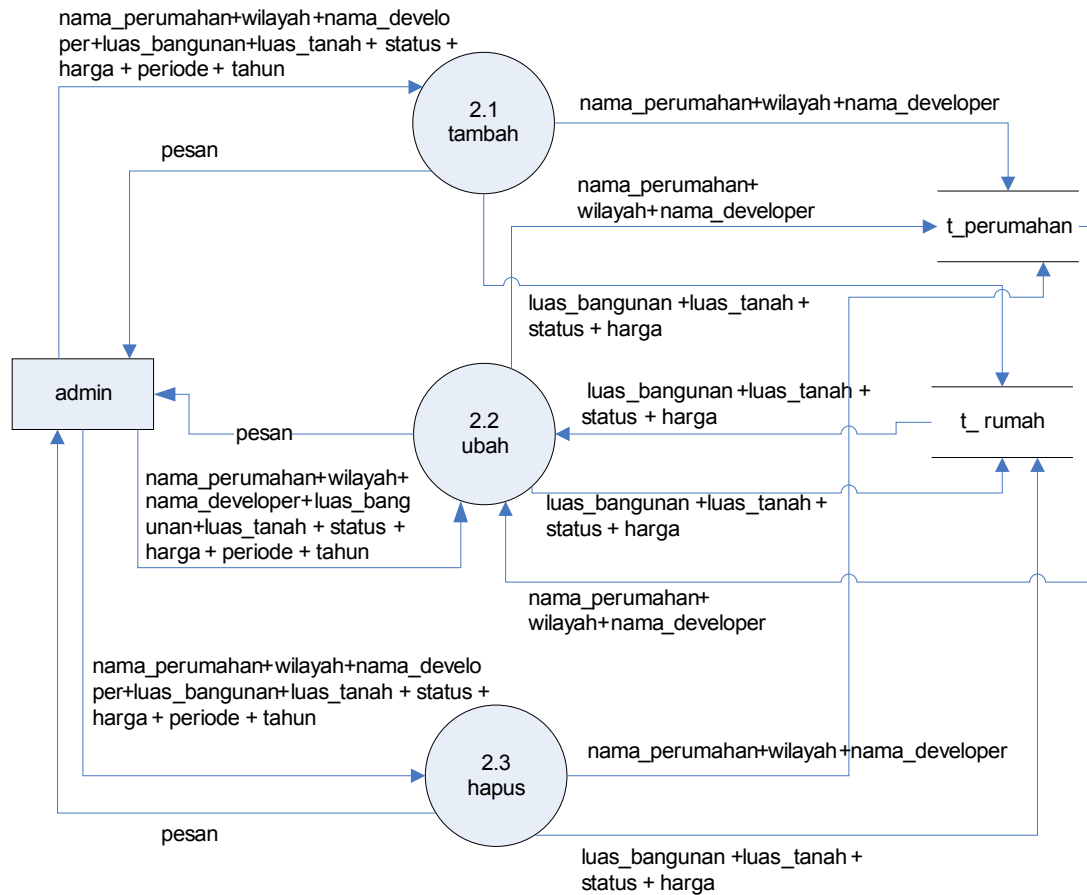 nama_perumahan+wilayah+nama_develo
per+luas_bangunan+luas_tanah + status +
harga + periode + tahun
2.1
tambah
nama_perumahan+wilayah+nama_developer
pesan
nama_perumahan+
wilayah+nama_developer
t_perumahan
luas_bangunan +luas_tanah +
status + harga
admin
2.2
ubah
luas_bangunan +luas_tanah +
status + harga
t_ rumah
pesan
nama_perumahan+wilayah+
nama_developer+luas_bang
unan+luas_tanah + status +
harga + periode + tahun
luas_bangunan +luas_tanah +
status + harga
nama_perumahan+
wilayah+nama_developer
nama_perumahan+wilayah+nama_develo
per+luas_bangunan+luas_tanah + status +
harga + periode + tahun
2.3
hapus
nama_perumahan+wilayah+nama_developer
pesan
luas_bangunan +luas_tanah +
status + harga